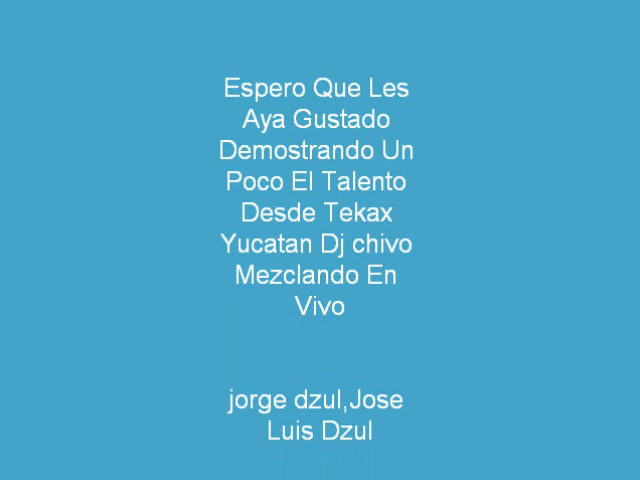 Espero Que Les
Aya Gustado
Demostrando Un
Poco El Talento
Desde Tekax
Yucatan Dj chivo
Mezclando En
Vivo
jorge dzul,Jose
Luis Dzul